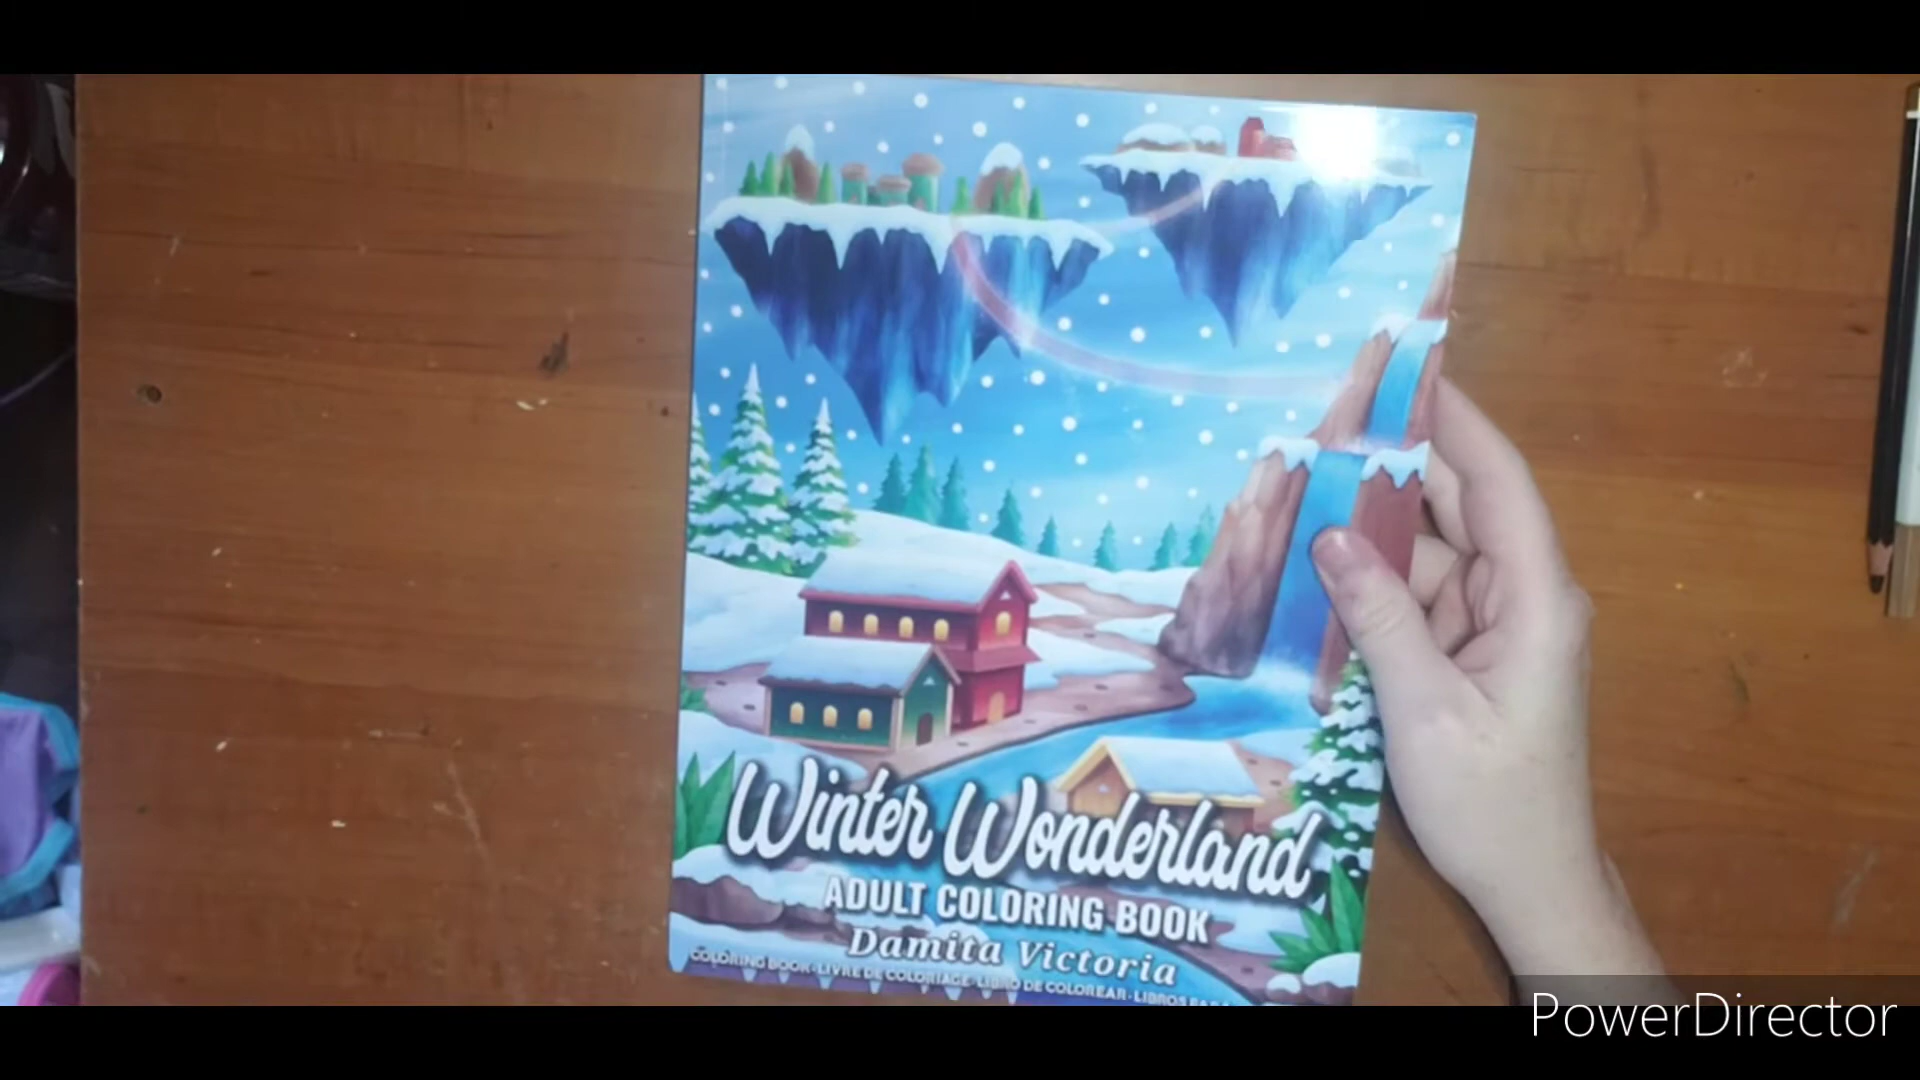 Winter Wonderland
ADULT COLORING BOOK
Damita Victoria
COLORING BOOK · LIVRE DE COLORIAGE · LIBRO DE COLOREAR · LIBROS
PowerDirector